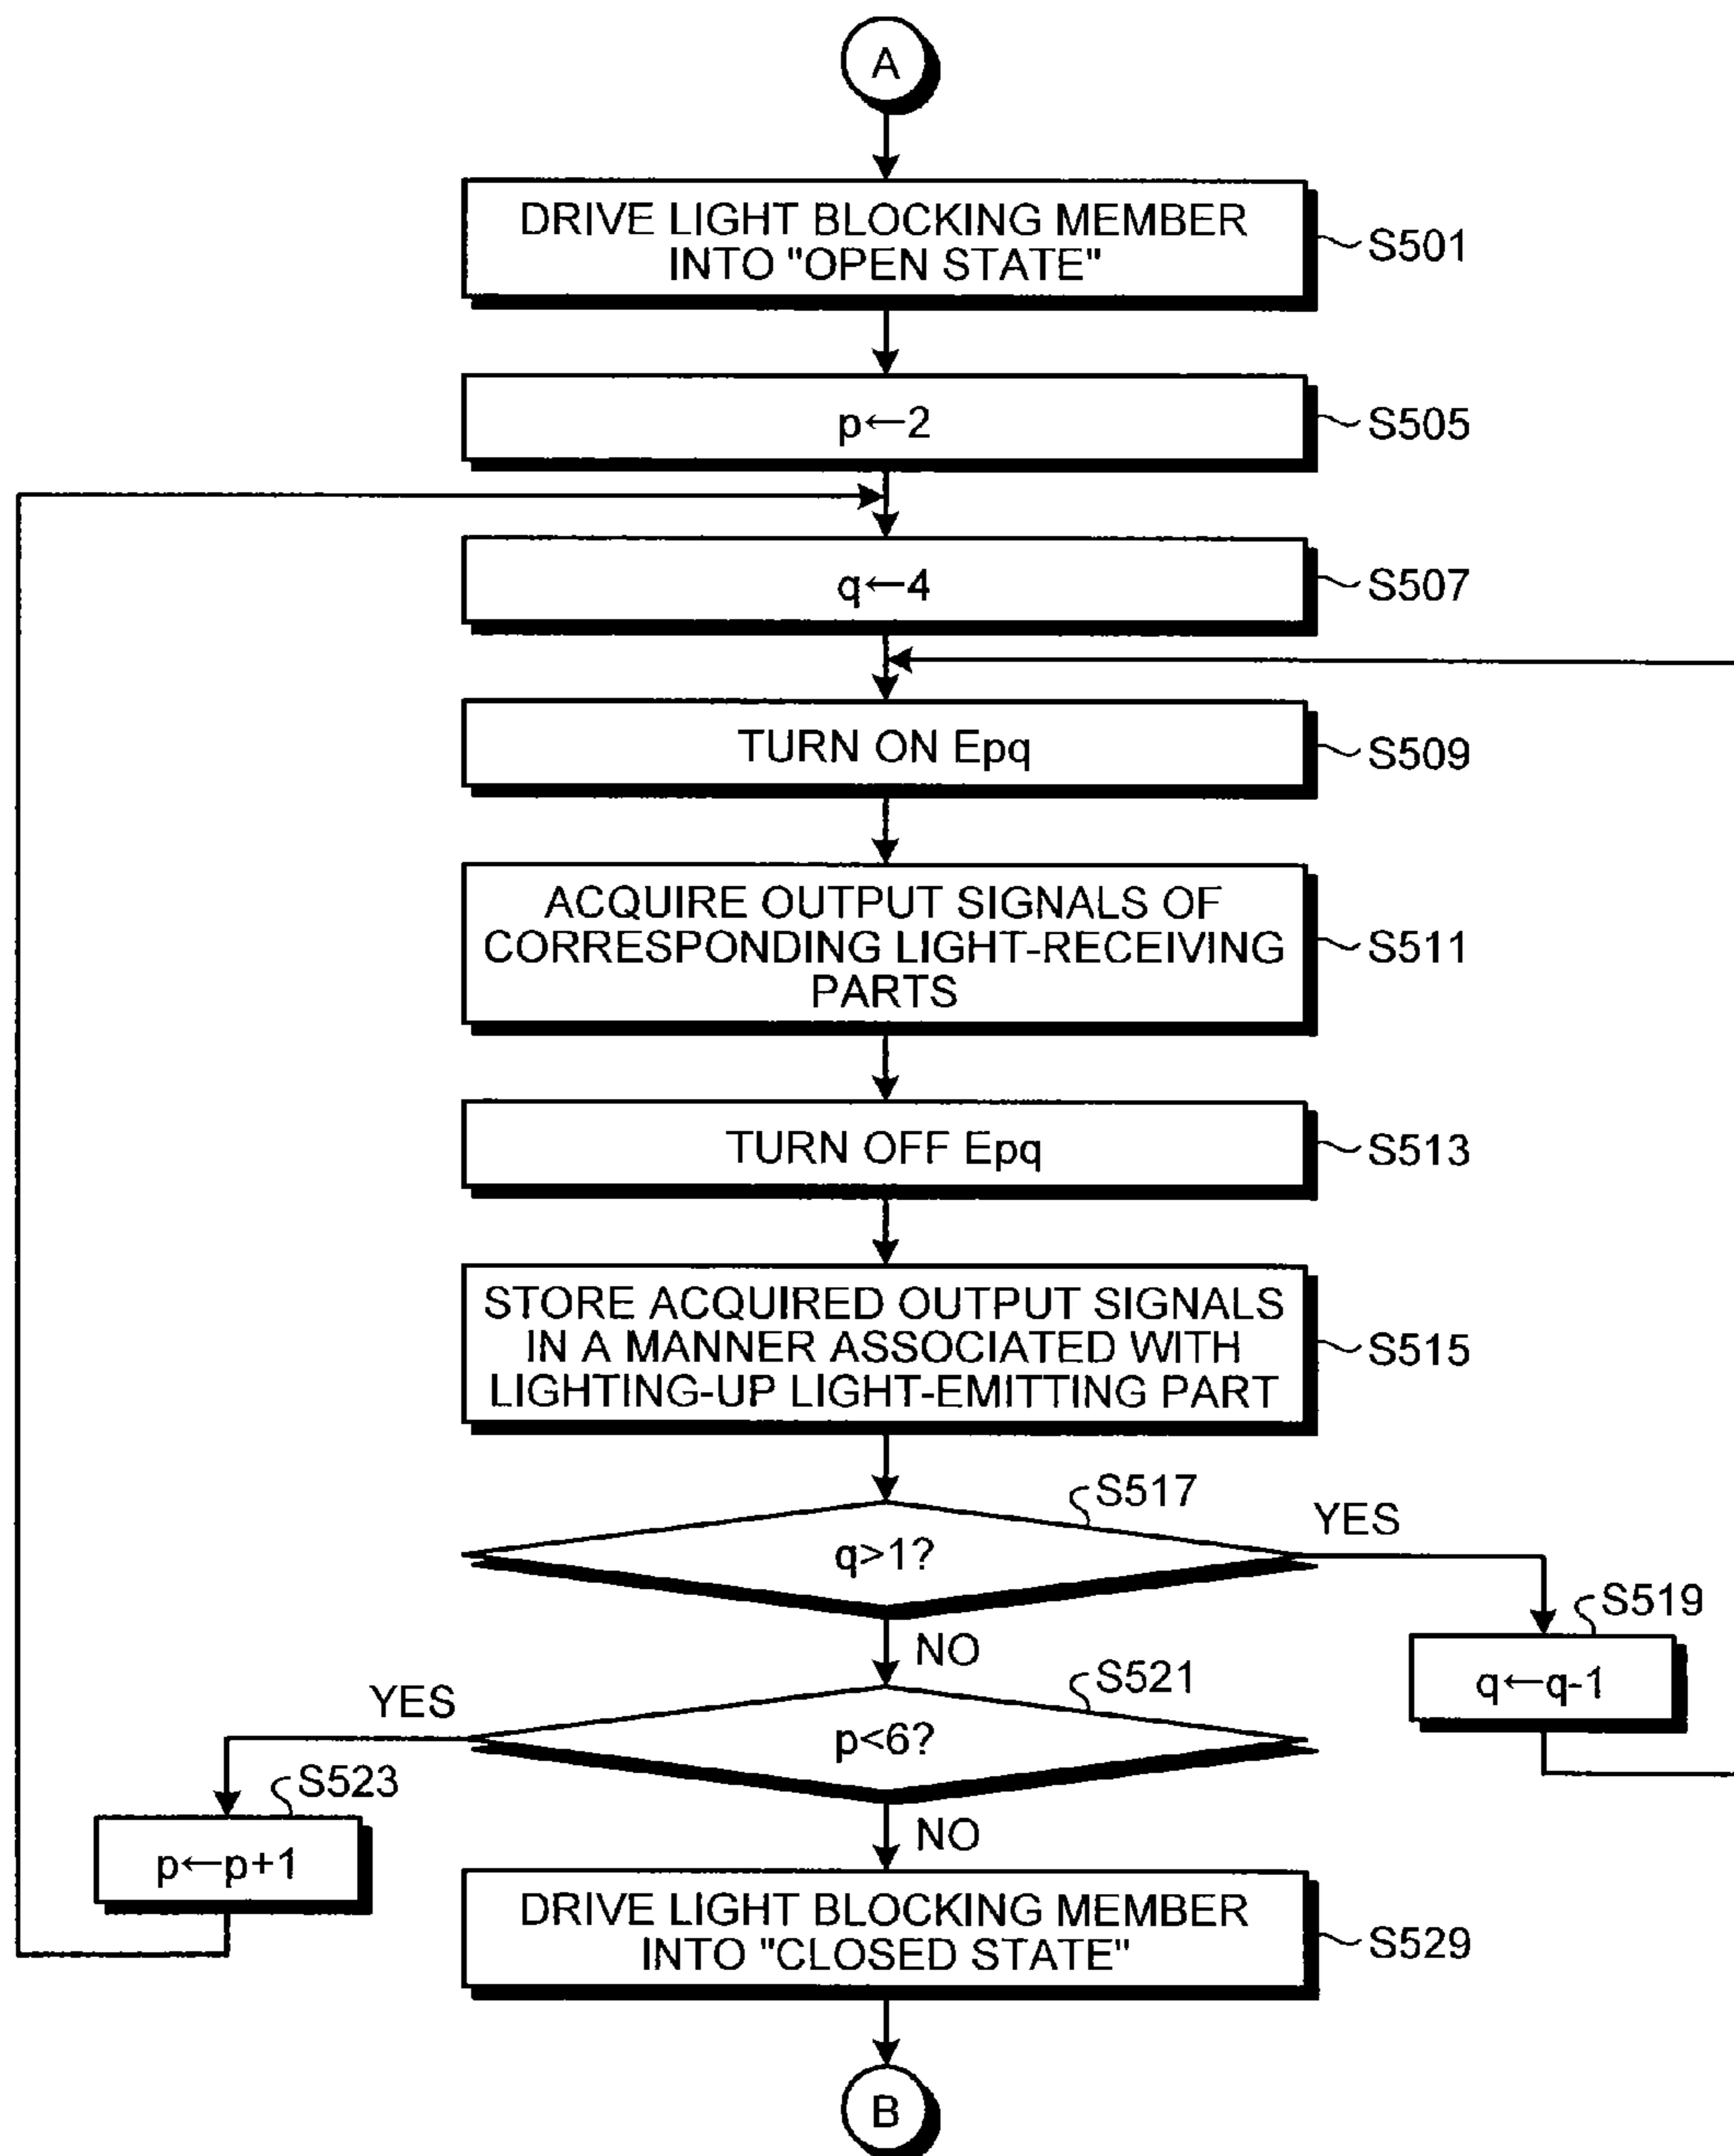 A
DRIVE LIGHT BLOCKING MEMBER
INTO "OPEN STATE"
S501
p←2
S505
q←4
S507
TURN ON Epq
S509
ACQUIRE OUTPUT SIGNALS OF
CORRESPONDING LIGHT-RECEIVING
PARTS
S511
TURN OFF Epq
S513
STORE ACQUIRED OUTPUT SIGNALS
IN A MANNER ASSOCIATED WITH
LIGHTING-UP LIGHT-EMITTING PART
S515
S517
q>1?
YES
S519
q←q-1
NO
S521
p<6?
YES
S523
p←p+1
NO
DRIVE LIGHT BLOCKING MEMBER
INTO "CLOSED STATE"
S529
B